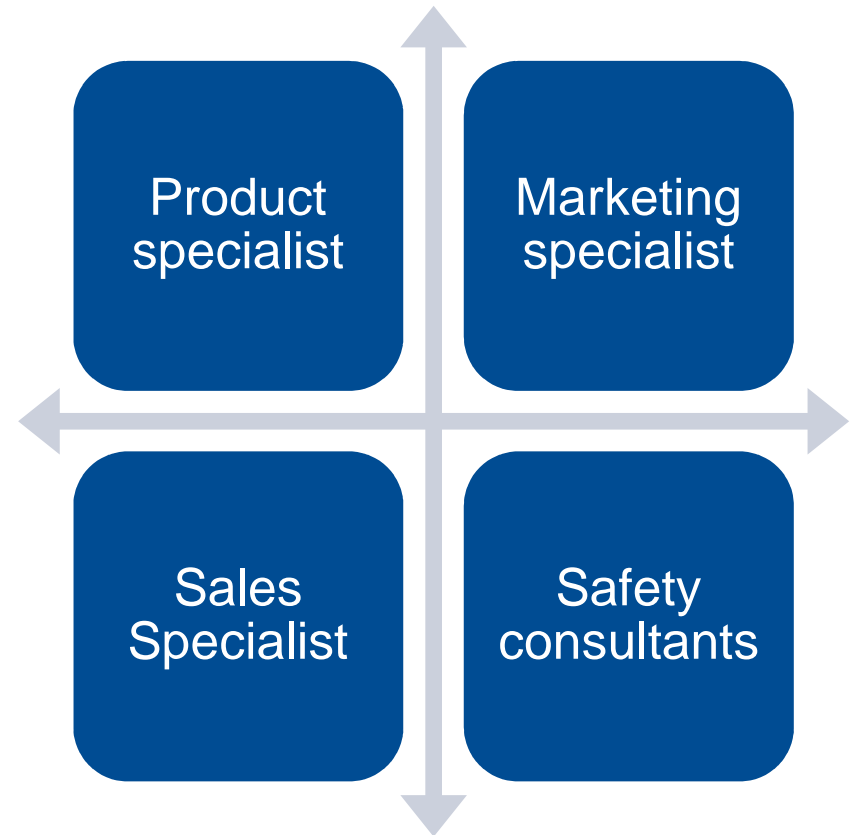 Product
specialist
Marketing
specialist
Sales
Specialist
Safety
consultants